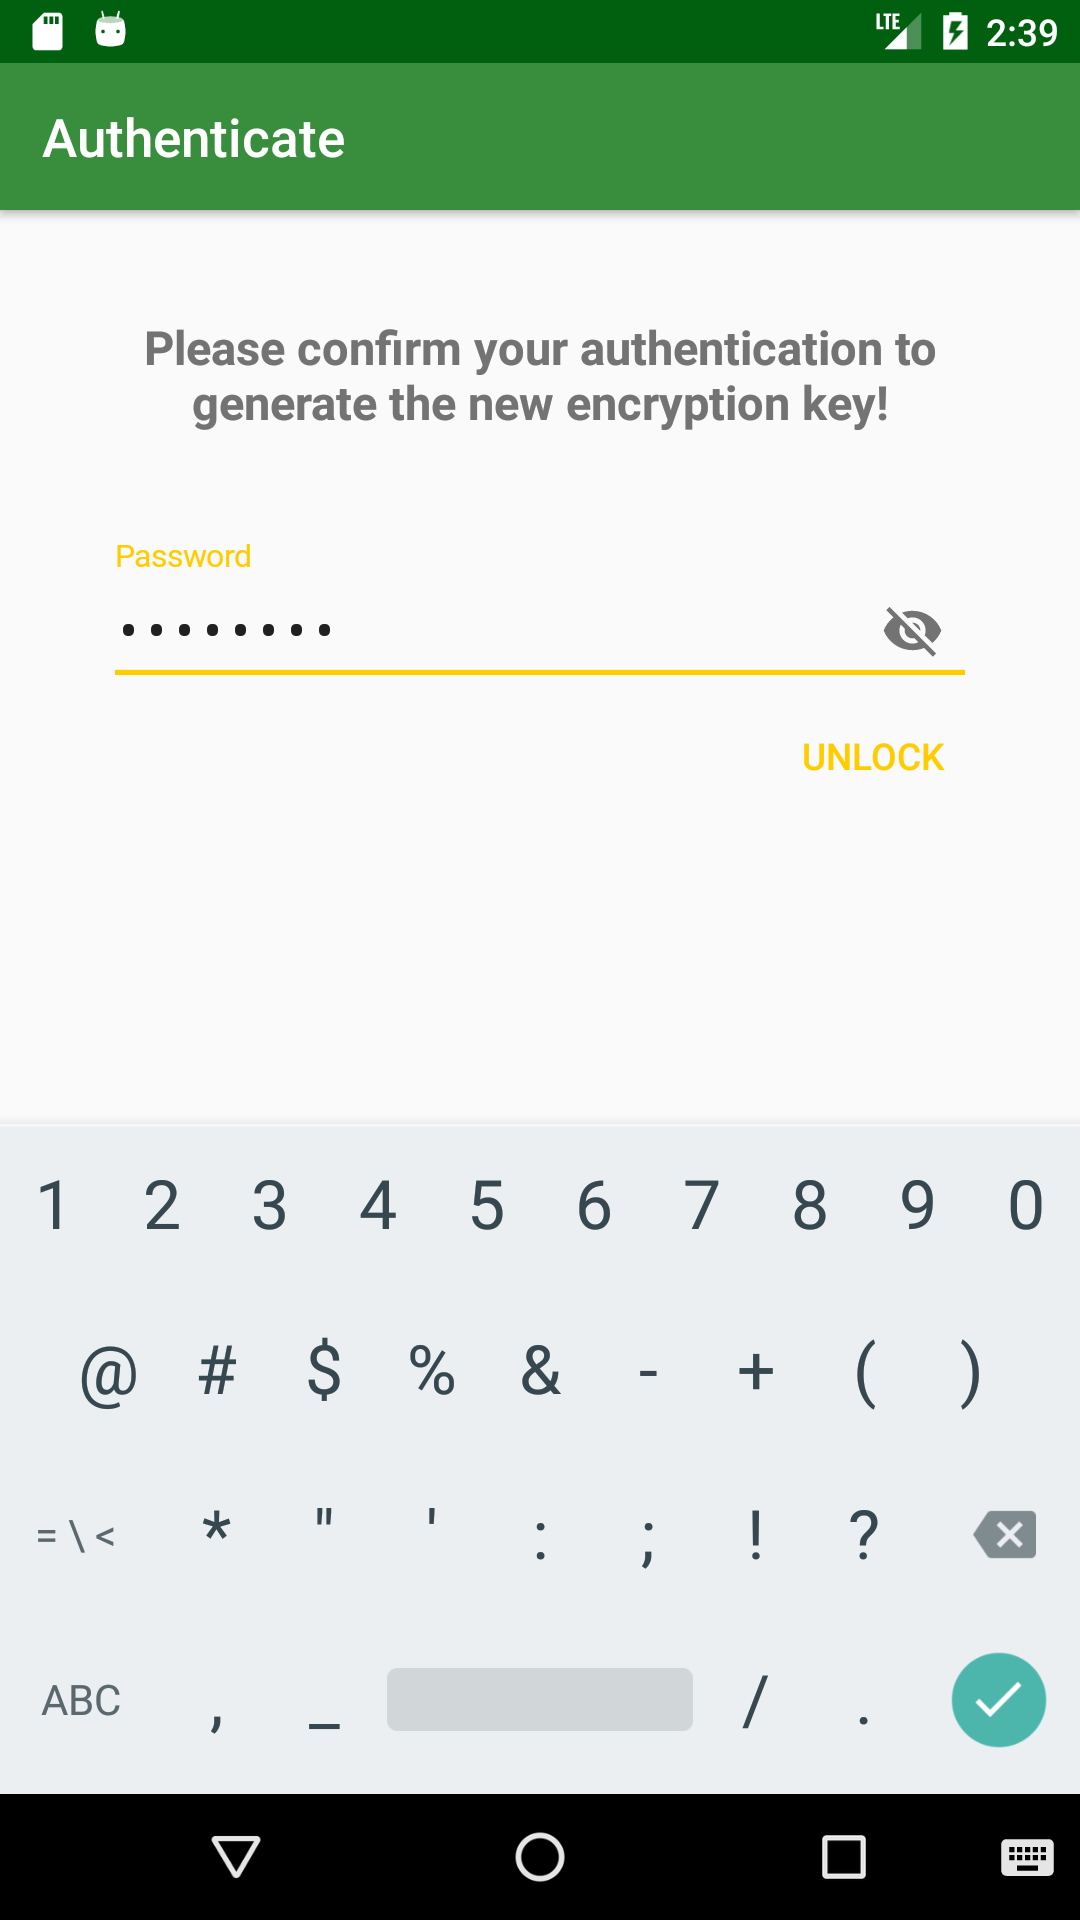 LTE 2:39
Authenticate
Please confirm your authentication to
generate the new encryption key!
Password
••••••••
UNLOCK
1 2 3 4 5 6 7 8 9 0
@ # $ % & - + ( )
= \ < * " ' : ; ! ?
ABC , _ / .